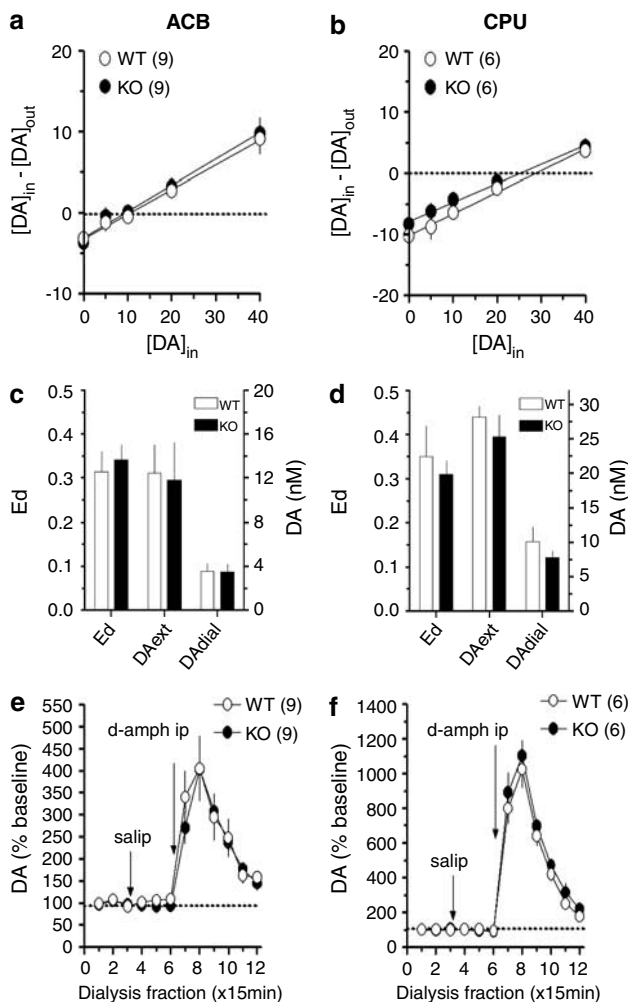 a ACB
WT (9)
KO (9)
[DA]in - [DA]out
20
10
0
-10
0 10 20 30 40
[DA]in
b CPU
WT (6)
KO (6)
[DA]in - [DA]out
20
10
0
-10
-20
0 10 20 30 40
[DA]in
c
WT
KO
Ed
0.5
0.4
0.3
0.2
0.1
0.0
20
16
12
8
4
0
DA (nM)
Ed DAext DAdial
d
WT
KO
Ed
0.5
0.4
0.3
0.2
0.1
0.0
30
25
20
15
10
5
0
DA (nM)
Ed DAext DAdial
e
WT (9)
KO (9)
d-amph ip
salip
DA (% baseline)
550
500
450
400
350
300
250
200
150
100
50
0
0 2 4 6 8 10 12
Dialysis fraction (x15min)
f
WT (6)
KO (6)
d-amph ip
salip
DA (% baseline)
1400
1200
1000
800
600
400
200
0
0 2 4 6 8 10 12
Dialysis fraction (x15min)